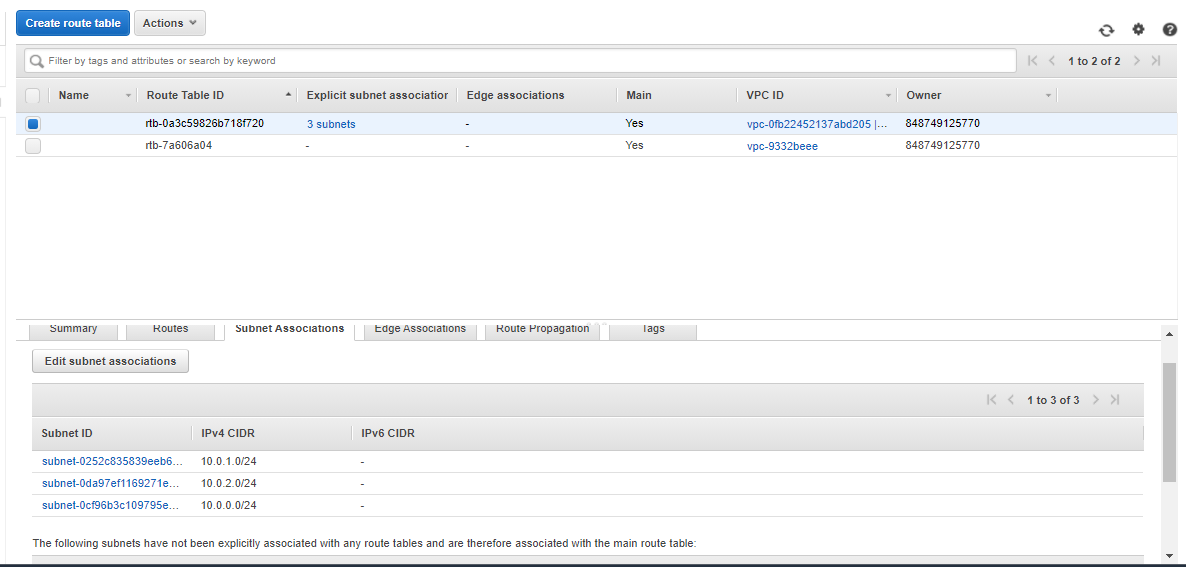 Create route table Actions
Filter by tags and attributes or search by keyword 1 to 2 of 2
Name Route Table ID Explicit subnet association Edge associations Main VPC ID Owner
rtb-0a3c59826b718f720 3 subnets - Yes vpc-0fb22452137abd205 |... 848749125770
rtb-7a606a04 - - Yes vpc-9332beee 848749125770
Summary Routes Subnet Associations Edge Associations Route Propagation Tags
Edit subnet associations
1 to 3 of 3
Subnet ID IPv4 CIDR IPv6 CIDR
subnet-0252c835839eeb6... 10.0.1.0/24 -
subnet-0da97ef1169271e... 10.0.2.0/24 -
subnet-0cf96b3c109795e... 10.0.0.0/24 -
The following subnets have not been explicitly associated with any route tables and are therefore associated with the main route table: